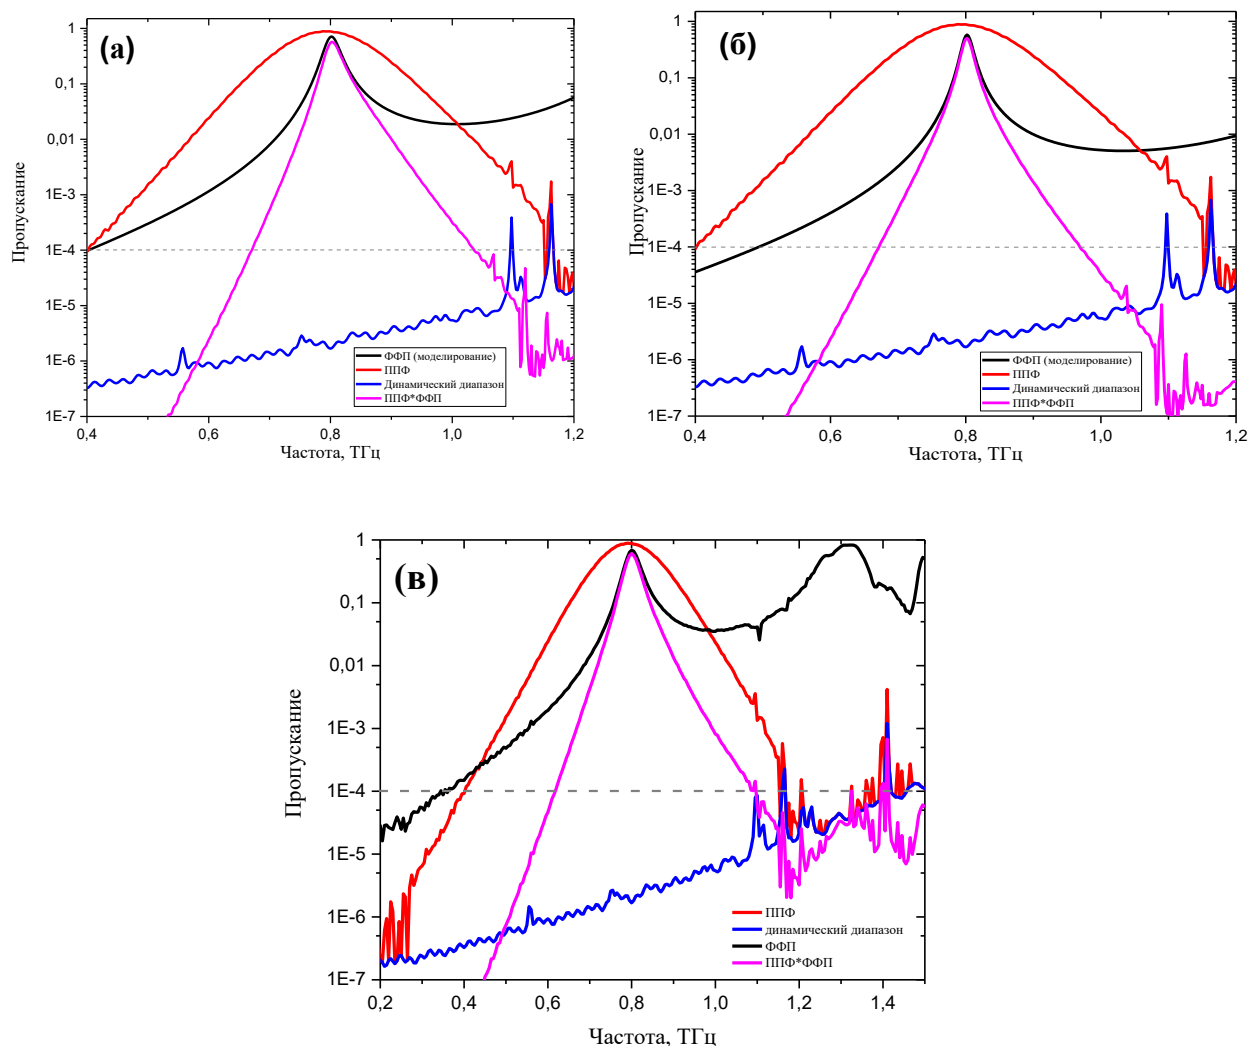 (а)
Пропускание
1
0,1
0,01
1E-3
1E-4
1E-5
1E-6
1E-7
ФФП (моделирование)
ППФ
Динамический диапазон
ППФ*ФФП
0,4 0,6 0,8 1,0 1,2
Частота, ТГц
(б)
Пропускание
1
0,1
0,01
1E-3
1E-4
1E-5
1E-6
1E-7
ФФП (моделирование)
ППФ
Динамический диапазон
ППФ*ФФП
0,4 0,6 0,8 1,0 1,2
Частота, ТГц
(в)
Пропускание
1
0,1
0,01
1E-3
1E-4
1E-5
1E-6
1E-7
ППФ
динамический диапазон
ФФП
ППФ*ФФП
0,2 0,4 0,6 0,8 1,0 1,2 1,4
Частота, ТГц